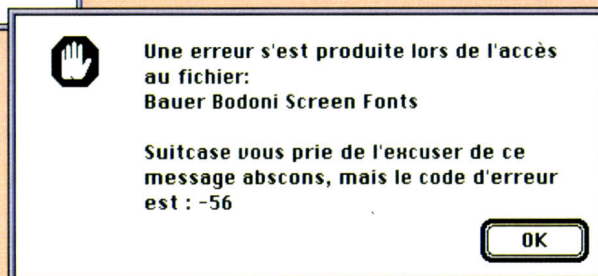 Une erreur s'est produite lors de l'accès
au fichier:
Bauer Bodoni Screen Fonts
Suitcase vous prie de l'excuser de ce
message abscons, mais le code d'erreur
est : -56
OK